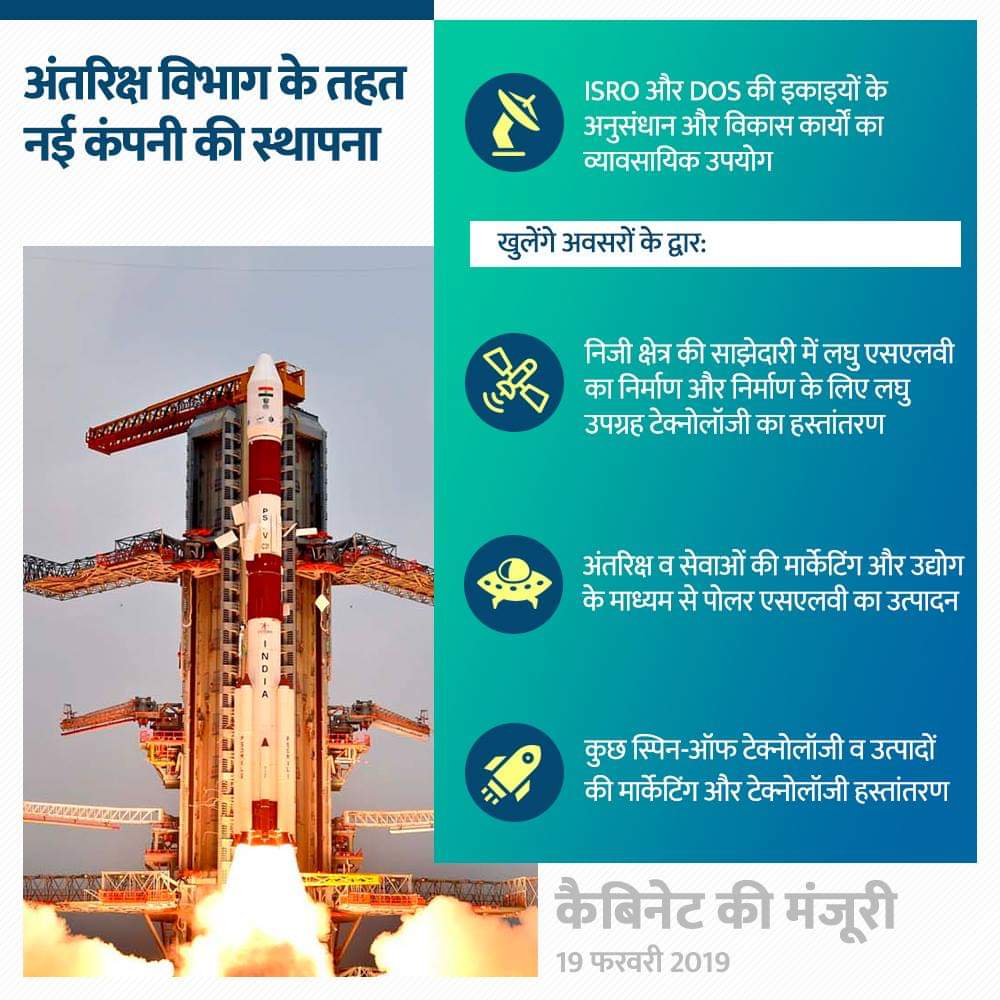 अंतरिक्ष विभाग के तहत
नई कंपनी की स्थापना
ISRO और DOS की इकाइयों के
अनुसंधान और विकास कार्यों का
व्यावसायिक उपयोग
खुलेंगे अवसरों के द्वार:
निजी क्षेत्र की साझेदारी में लघु एसएलवी
का निर्माण और निर्माण के लिए लघु
उपग्रह टेक्नोलॉजी का हस्तांतरण
अंतरिक्ष व सेवाओं की मार्केटिंग और उद्योग
के माध्यम से पोलर एसएलवी का उत्पादन
कुछ स्पिन-ऑफ टेक्नोलॉजी व उत्पादों
की मार्केटिंग और टेक्नोलॉजी हस्तांतरण
कैबिनेट की मंजूरी
19 फरवरी 2019
INDIA